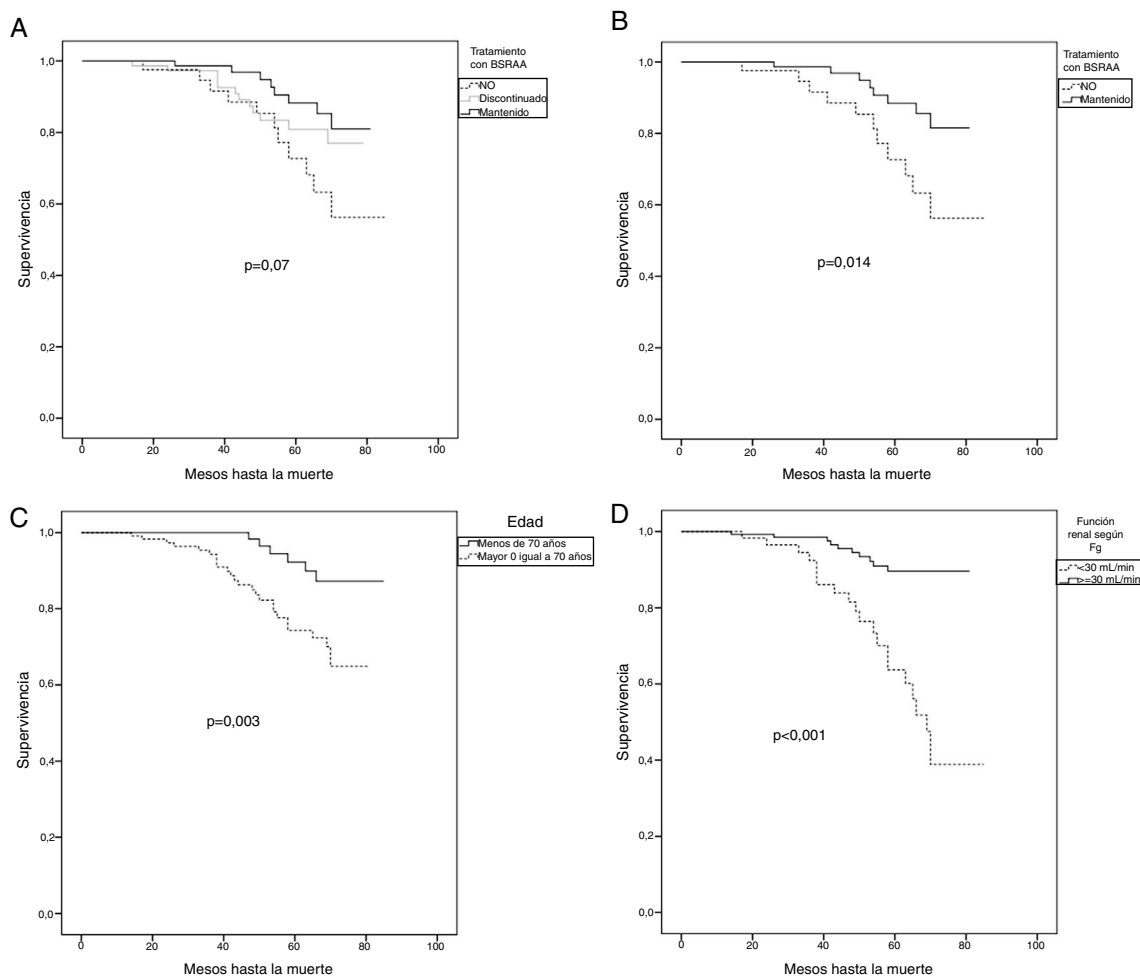 A
Tratamiento
con BSRAA
NO
Discontinuado
Mantenido
1,0
0,8
0,6
0,4
0,2
0,0
Supervivencia
p=0,07
0 20 40 60 80 100
Mesos hasta la muerte
B
Tratamiento
con BSRAA
NO
Mantenido
1,0
0,8
0,6
0,4
0,2
0,0
Supervivencia
p=0,014
0 20 40 60 80 100
Mesos hasta la muerte
C
Edad
Menos de 70 años
Mayor 0 igual a 70 años
1,0
0,8
0,6
0,4
0,2
0,0
Supervivencia
p=0,003
0 20 40 60 80 100
Mesos hasta la muerte
D
Función
renal según
Fg
<30 mL/min
>=30 mL/min
1,0
0,8
0,6
0,4
0,2
0,0
Supervivencia
p<0,001
0 20 40 60 80 100
Mesos hasta la muerte